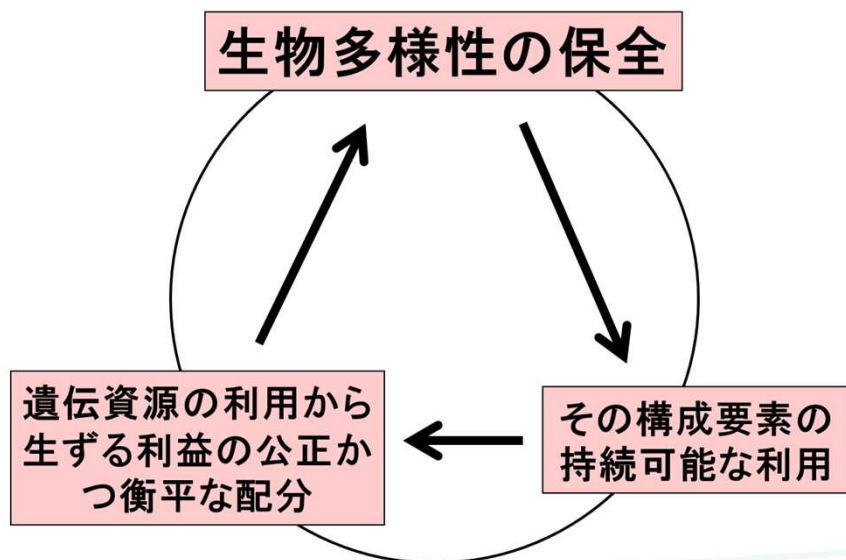 生物多様性の保全
遺伝資源の利用から
生ずる利益の公正か
つ衡平な配分
その構成要素の
持続可能な利用